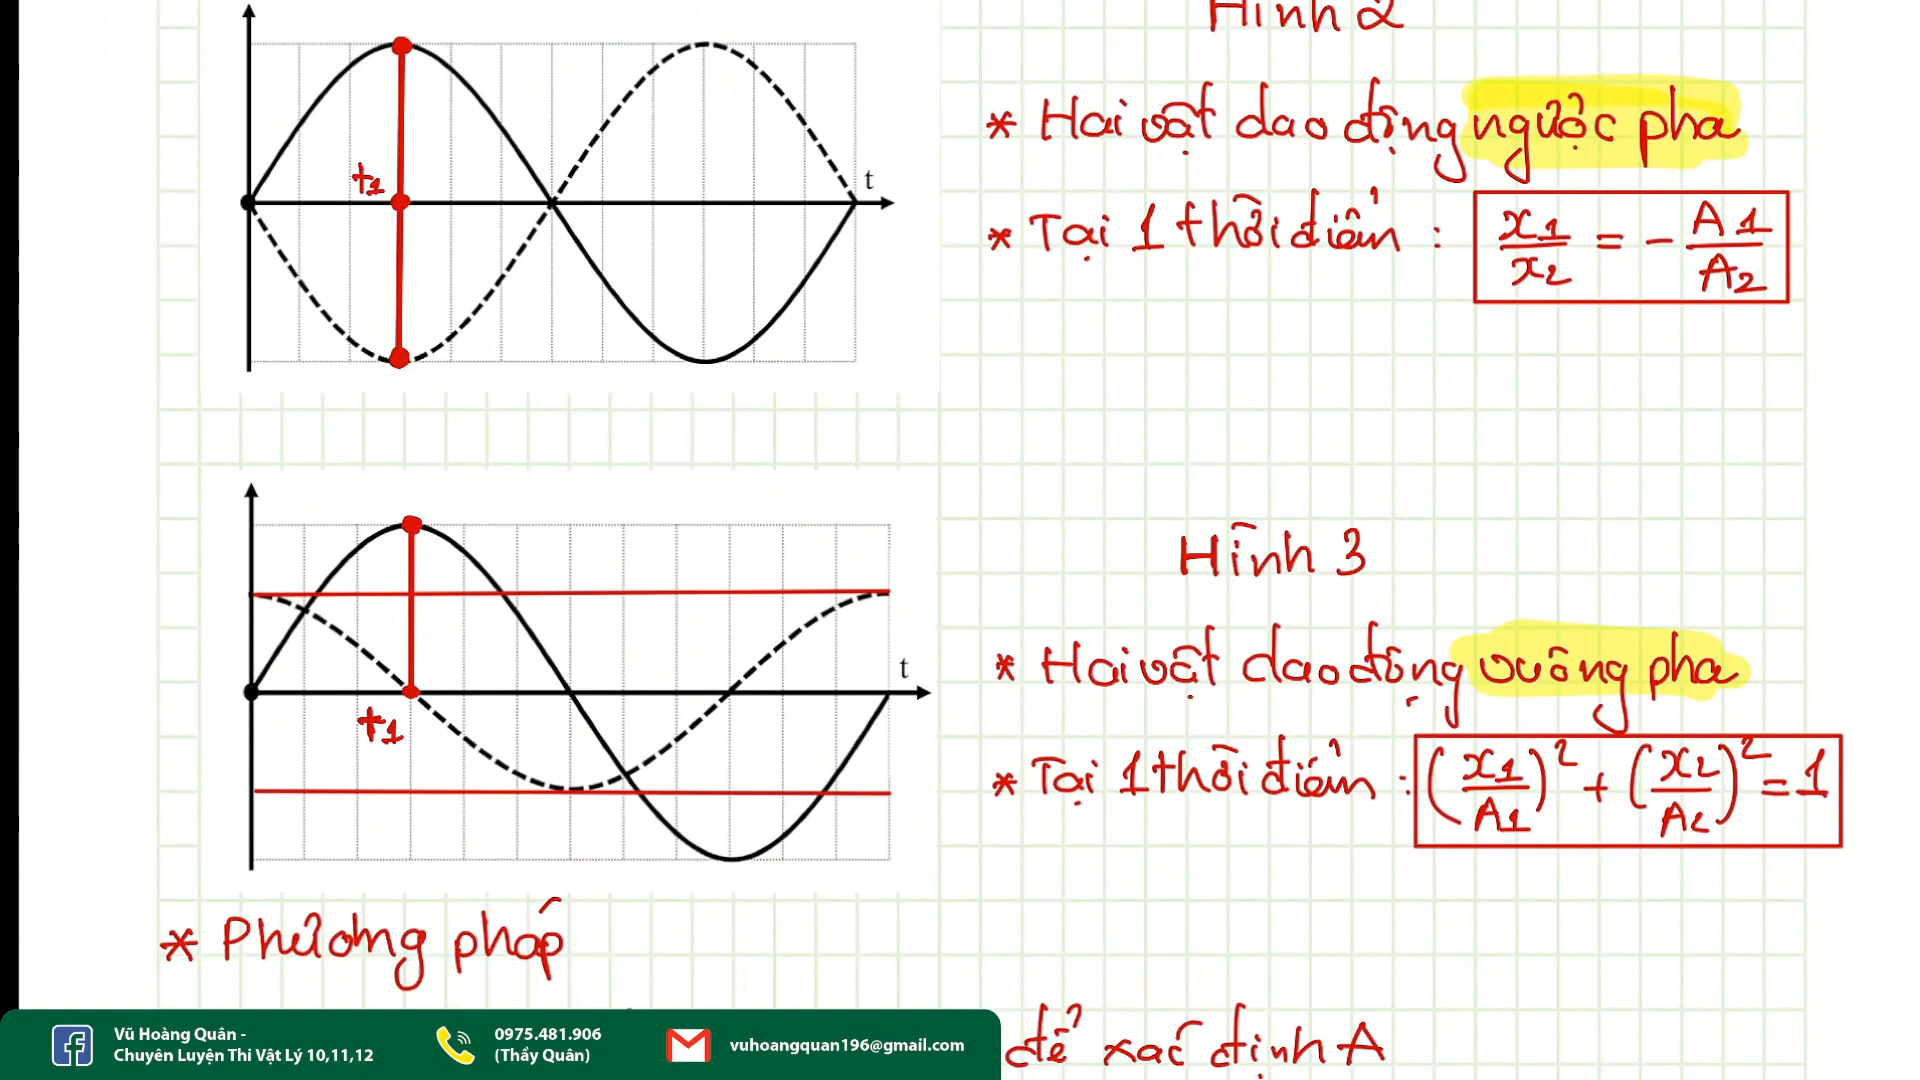 Hình 2
* Hai vật dao động ngược pha
t
t1
* Tại 1 thời điểm : x1/x2 = - A1/A2
Hình 3
t
* Hai vật dao động vuông pha
t1
* Tại 1 thời điểm : (x1/A1)² + (x2/A2)² = 1
* Phương pháp
để xác định A
Vũ Hoàng Quân -
Chuyên Luyện Thi Vật Lý 10,11,12
0975.481.906
(Thầy Quân)
vuhoangquan196@gmail.com